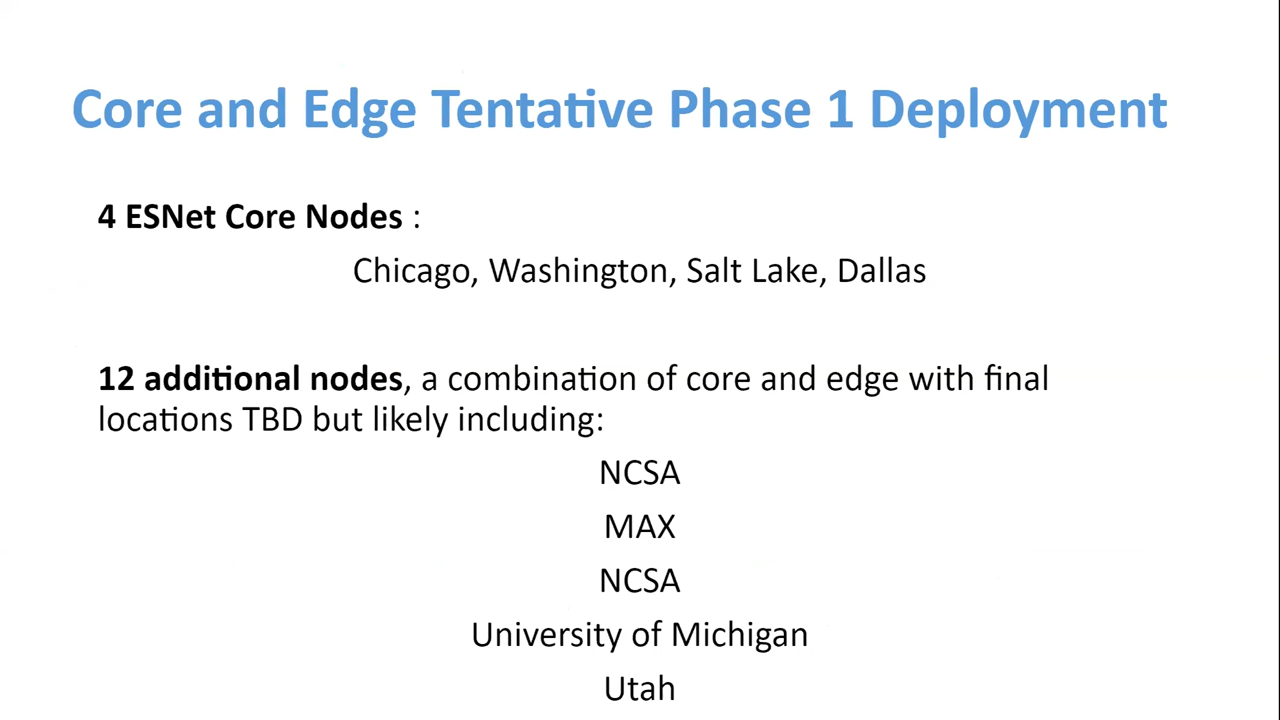 Core and Edge Tentative Phase 1 Deployment
4 ESNet Core Nodes :
Chicago, Washington, Salt Lake, Dallas
12 additional nodes, a combination of core and edge with final
locations TBD but likely including:
NCSA
MAX
NCSA
University of Michigan
Utah